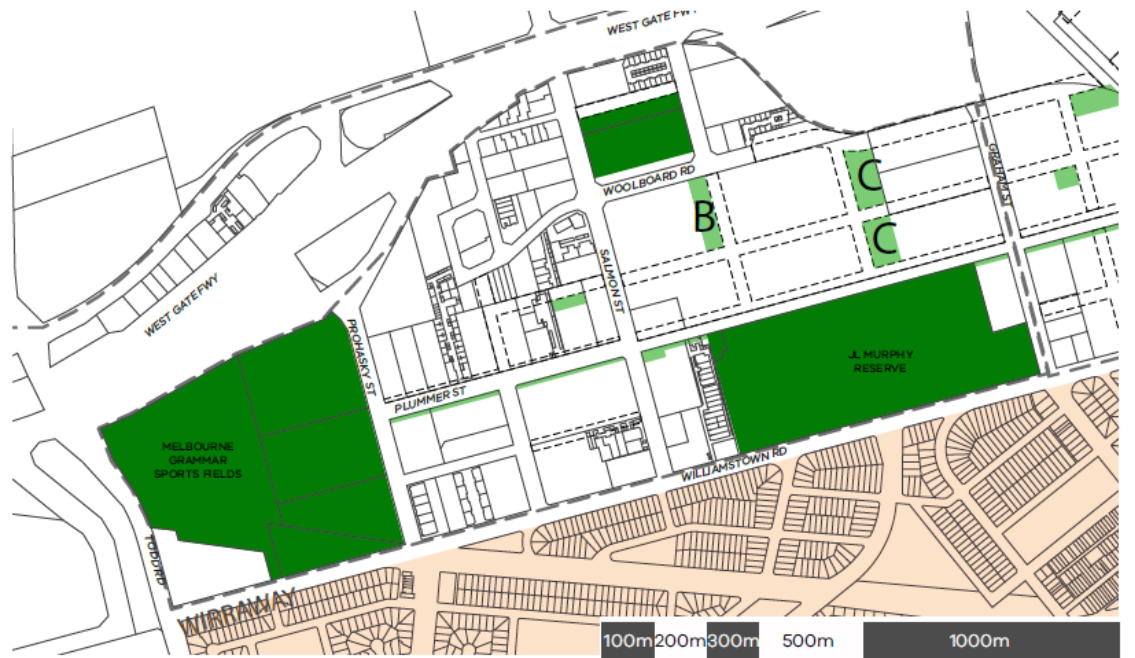 WEST GATE FWY
WOOLBOARD RD
GRAHAM ST
C
B
C
SALMON ST
WEST GATE FWY
PROHASKY ST
JL MURPHY
RESERVE
PLUMMER ST
MELBOURNE
GRAMMAR
SPORTS FIELDS
WILLIAMSTOWN RD
TODD RD
WIRRAWAY
100m 200m 300m 500m 1000m